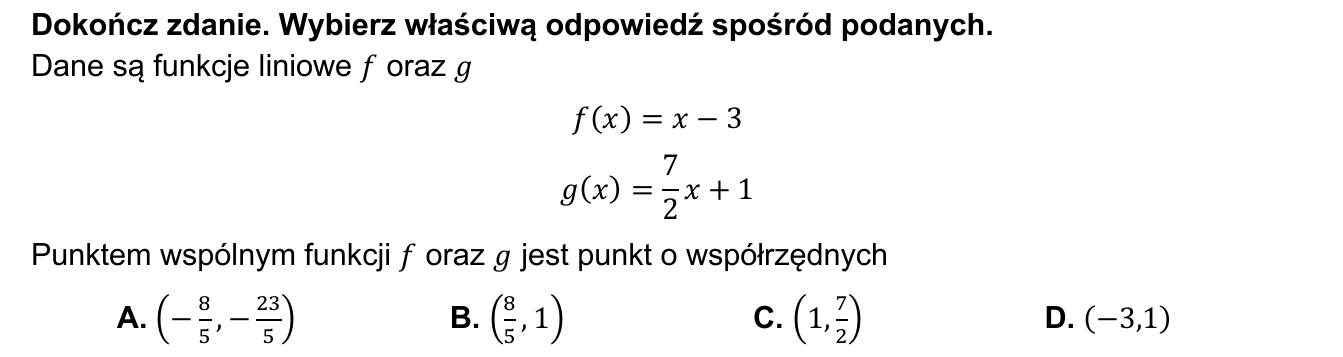 Dokończ zdanie. Wybierz właściwą odpowiedź spośród podanych.
Dane są funkcje liniowe f oraz g
f(x) = x − 3
g(x) = 7/2 x + 1
Punktem wspólnym funkcji f oraz g jest punkt o współrzędnych
A. (−8/5, −23/5) B. (8/5, 1) C. (1, 7/2) D. (−3,1)